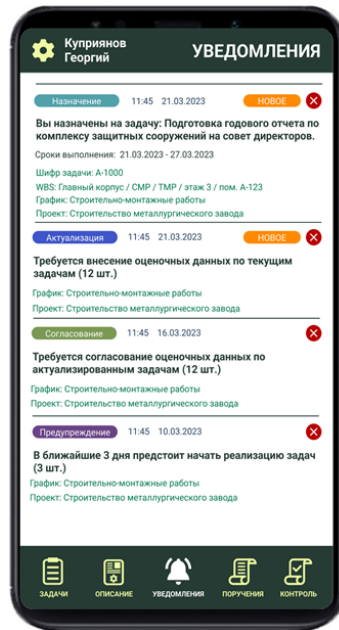 Куприянов
Георгий
УВЕДОМЛЕНИЯ
Назначение 11:45 21.03.2023 НОВОЕ
Вы назначены на задачу: Подготовка годового отчета по
комплексу защитных сооружений на совет директоров.
Сроки выполнения: 21.03.2023 - 27.03.2023
Шифр задачи: А-1000
WBS: Главный корпус / СМР / ТМР / этаж 3 / пом. А-123
График: Строительно-монтажные работы
Проект: Строительство металлургического завода
Актуализация 11:45 21.03.2023 НОВОЕ
Требуется внесение оценочных данных по текущим
задачам (12 шт.)
График: Строительно-монтажные работы
Проект: Строительство металлургического завода
Согласование 11:45 16.03.2023
Требуется согласование оценочных данных по
актуализированным задачам (12 шт.)
График: Строительно-монтажные работы
Проект: Строительство металлургического завода
Предупреждение 11:45 10.03.2023
В ближайшие 3 дня предстоит начать реализацию задач
(3 шт.)
График: Строительно-монтажные работы
Проект: Строительство металлургического завода
ЗАДАЧИ ОПИСАНИЕ УВЕДОМЛЕНИЯ ПОРУЧЕНИЯ КОНТРОЛЬ